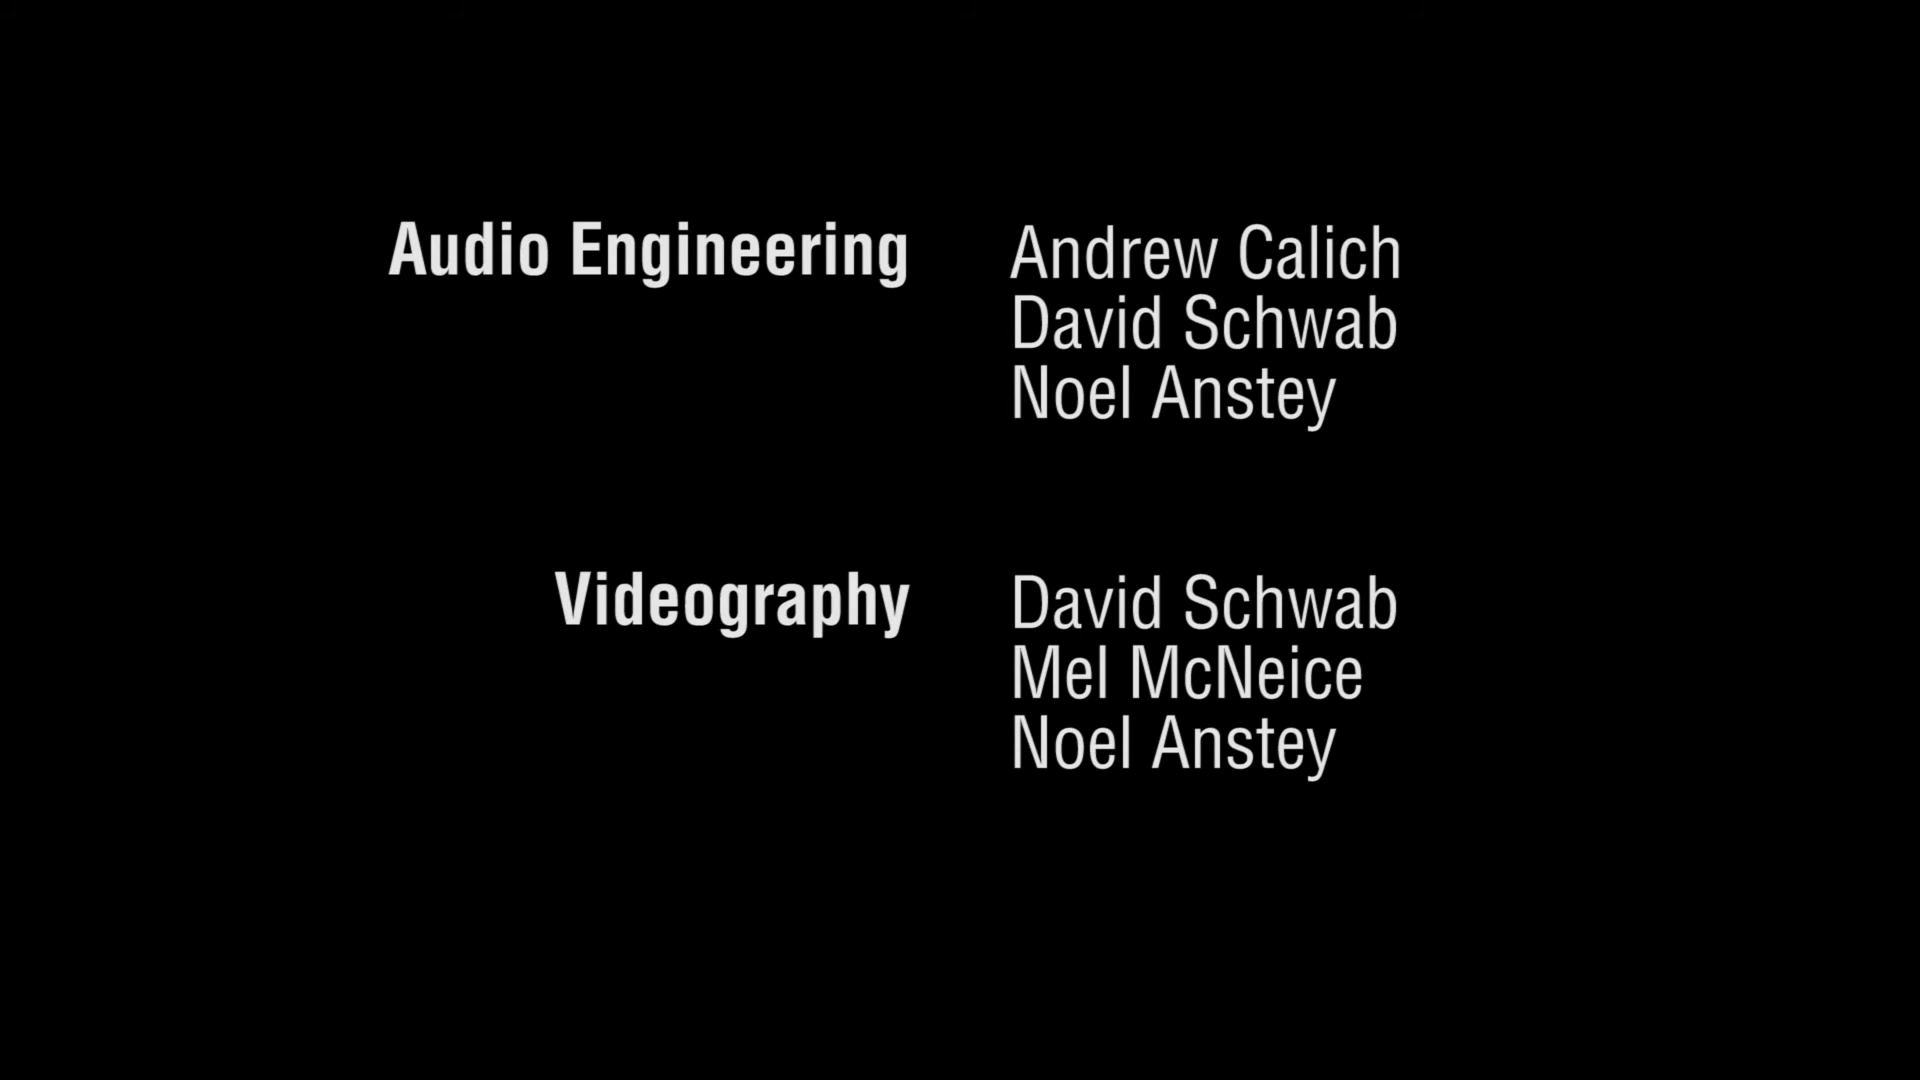 Audio Engineering Andrew Calich
David Schwab
Noel Anstey
Videography David Schwab
Mel McNeice
Noel Anstey